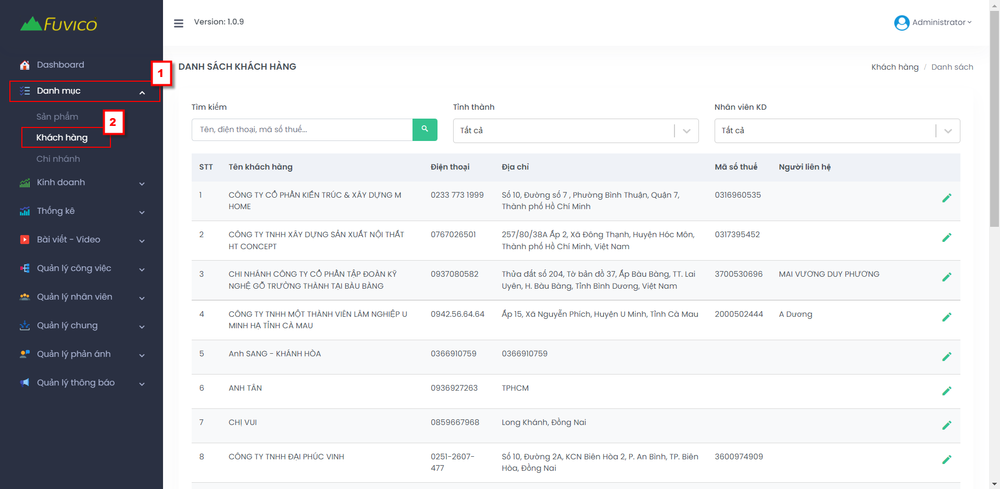 FUVICO
Version: 1.0.9
Administrator
Dashboard
1
Danh mục
Sản phẩm
2
Khách hàng
Chi nhánh
Kinh doanh
Thống kê
Bài viết - Video
Quản lý công việc
Quản lý nhân viên
Quản lý chung
Quản lý phản ánh
Quản lý thông báo
DANH SÁCH KHÁCH HÀNG
Khách hàng / Danh sách
Tìm kiếm
Tỉnh thành
Nhân viên KD
Tên, điện thoại, mã số thuế...
Tất cả
Tất cả
STT Tên khách hàng Điện thoại Địa chỉ Mã số thuế Người liên hệ
1 CÔNG TY CỔ PHẦN KIẾN TRÚC & XÂY DỰNG M 0233 773 1999 Số 10, Đường số 7 , Phường Bình Thuận, Quận 7, 0316960535
HOME Thành phố Hồ Chí Minh
2 CÔNG TY TNHH XÂY DỰNG SẢN XUẤT NỘI THẤT 0767026501 257/80/38A Ấp 2, Xã Đông Thạnh, Huyện Hóc Môn, 0317395452
HT CONCEPT Thành phố Hồ Chí Minh, Việt Nam
3 CHI NHÁNH CÔNG TY CỔ PHẦN TẬP ĐOÀN KỸ 0937080582 Thửa đất số 204, Tờ bản đồ 37, Ấp Bàu Bàng, TT. Lai 3700530696 MAI VƯƠNG DUY PHƯƠNG
NGHỆ GỖ TRƯỜNG THÀNH TẠI BÀU BÀNG Uyên, H. Bàu Bàng, Tỉnh Bình Dương, Việt Nam
4 CÔNG TY TNHH MỘT THÀNH VIÊN LÂM NGHIỆP U 0942.56.64.64 Ấp 15, Xã Nguyễn Phích, Huyện U Minh, Tỉnh Cà Mau 2000502444 A Dương
MINH HẠ TỈNH CÀ MAU
5 Anh SANG - KHÁNH HÒA 0366910759 0366910759
6 ANH TÂN 0936927263 TPHCM
7 CHỊ VUI 0859667968 Long Khánh, Đồng Nai
8 CÔNG TY TNHH ĐẠI PHÚC VINH 0251-2607- Số 10, Đường 2A, KCN Biên Hòa 2, P. An Bình, TP. Biên 3600974909
477 Hòa, Đồng Nai